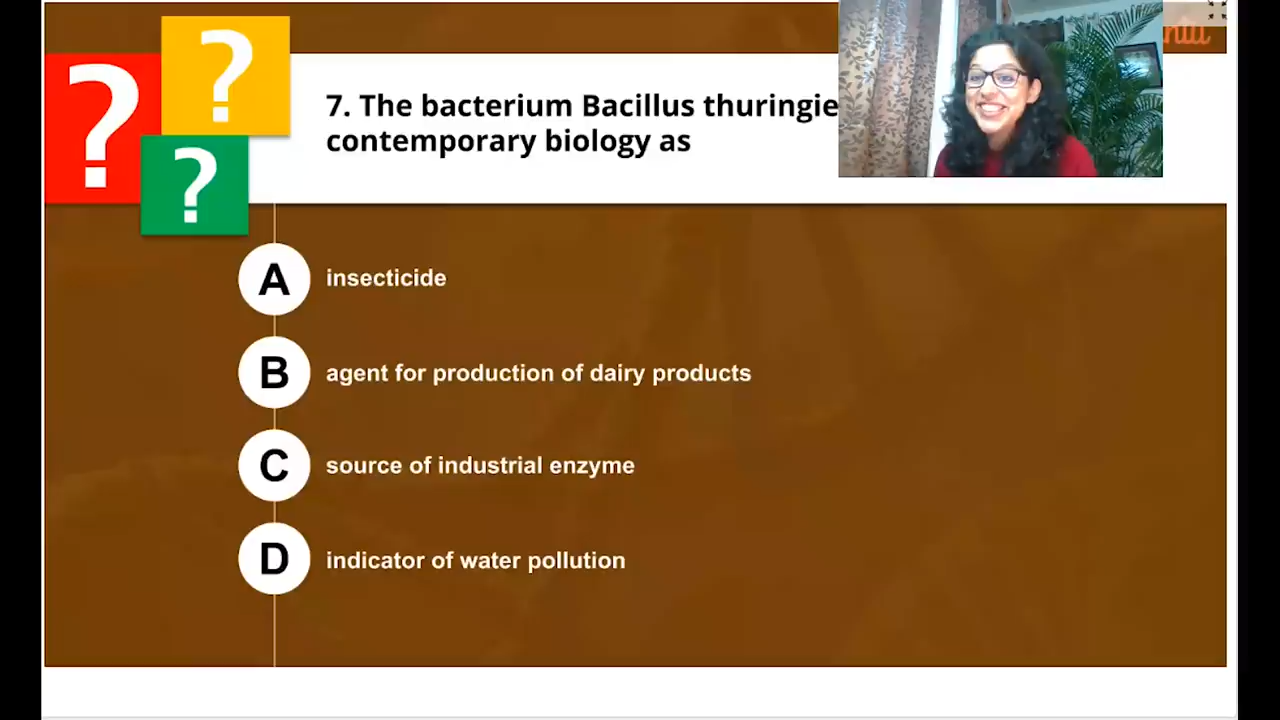 ?
?
?
7. The bacterium Bacillus
contemporary biology as
A insecticide
B agent for production of dairy products
C source of industrial enzyme
D indicator of water pollution